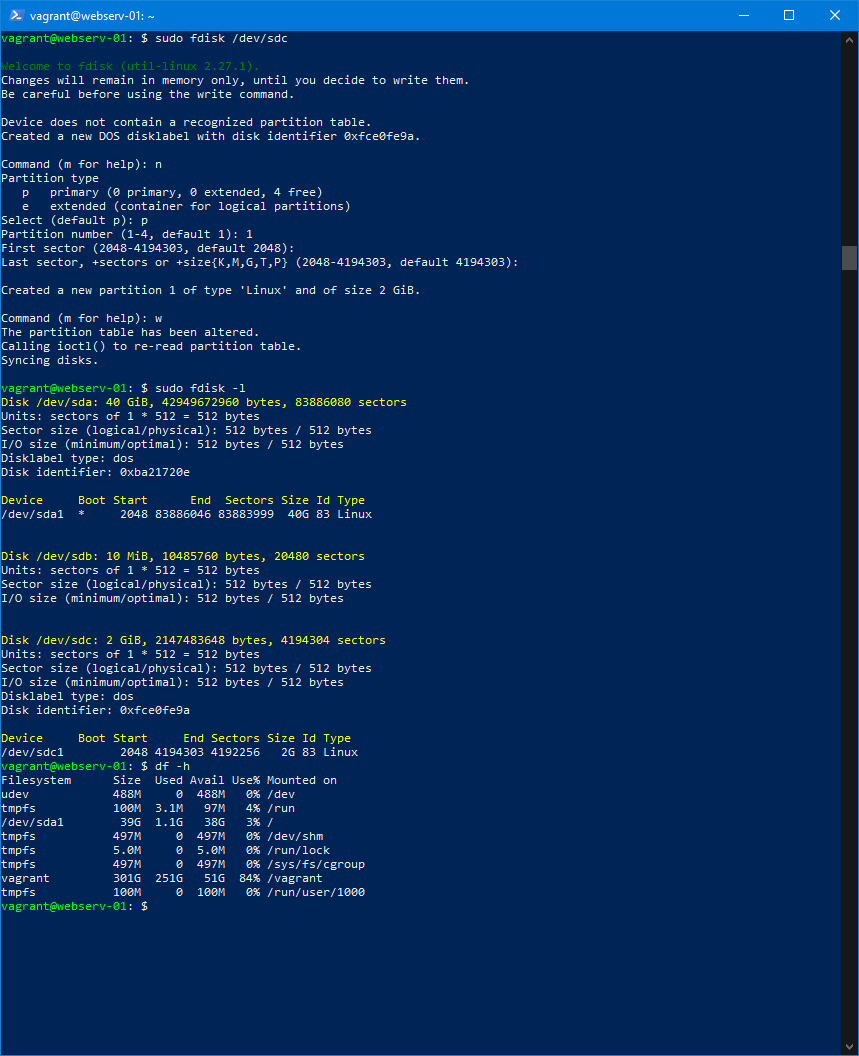 vagrant@webserv-01: ~
vagrant@webserv-01: $ sudo fdisk /dev/sdc
Welcome to fdisk (util-linux 2.27.1).
Changes will remain in memory only, until you decide to write them.
Be careful before using the write command.
Device does not contain a recognized partition table.
Created a new DOS disklabel with disk identifier 0xfce0fe9a.
Command (m for help): n
Partition type
   p   primary (0 primary, 0 extended, 4 free)
   e   extended (container for logical partitions)
Select (default p): p
Partition number (1-4, default 1): 1
First sector (2048-4194303, default 2048):
Last sector, +sectors or +size{K,M,G,T,P} (2048-4194303, default 4194303):
Created a new partition 1 of type 'Linux' and of size 2 GiB.
Command (m for help): w
The partition table has been altered.
Calling ioctl() to re-read partition table.
Syncing disks.
vagrant@webserv-01: $ sudo fdisk -l
Disk /dev/sda: 40 GiB, 42949672960 bytes, 83886080 sectors
Units: sectors of 1 * 512 = 512 bytes
Sector size (logical/physical): 512 bytes / 512 bytes
I/O size (minimum/optimal): 512 bytes / 512 bytes
Disklabel type: dos
Disk identifier: 0xba21720e
Device     Boot Start      End  Sectors Size Id Type
/dev/sda1  *     2048 83886046 83883999  40G 83 Linux
Disk /dev/sdb: 10 MiB, 10485760 bytes, 20480 sectors
Units: sectors of 1 * 512 = 512 bytes
Sector size (logical/physical): 512 bytes / 512 bytes
I/O size (minimum/optimal): 512 bytes / 512 bytes
Disk /dev/sdc: 2 GiB, 2147483648 bytes, 4194304 sectors
Units: sectors of 1 * 512 = 512 bytes
Sector size (logical/physical): 512 bytes / 512 bytes
I/O size (minimum/optimal): 512 bytes / 512 bytes
Disklabel type: dos
Disk identifier: 0xfce0fe9a
Device     Boot Start     End Sectors Size Id Type
/dev/sdc1        2048 4194303 4192256   2G 83 Linux
vagrant@webserv-01: $ df -h
Filesystem      Size  Used Avail Use% Mounted on
udev            488M     0  488M   0% /dev
tmpfs           100M  3.1M   97M   4% /run
/dev/sda1        39G  1.1G   38G   3% /
tmpfs           497M     0  497M   0% /dev/shm
tmpfs           5.0M     0  5.0M   0% /run/lock
tmpfs           497M     0  497M   0% /sys/fs/cgroup
vagrant         301G  251G   51G  84% /vagrant
tmpfs           100M     0  100M   0% /run/user/1000
vagrant@webserv-01: $